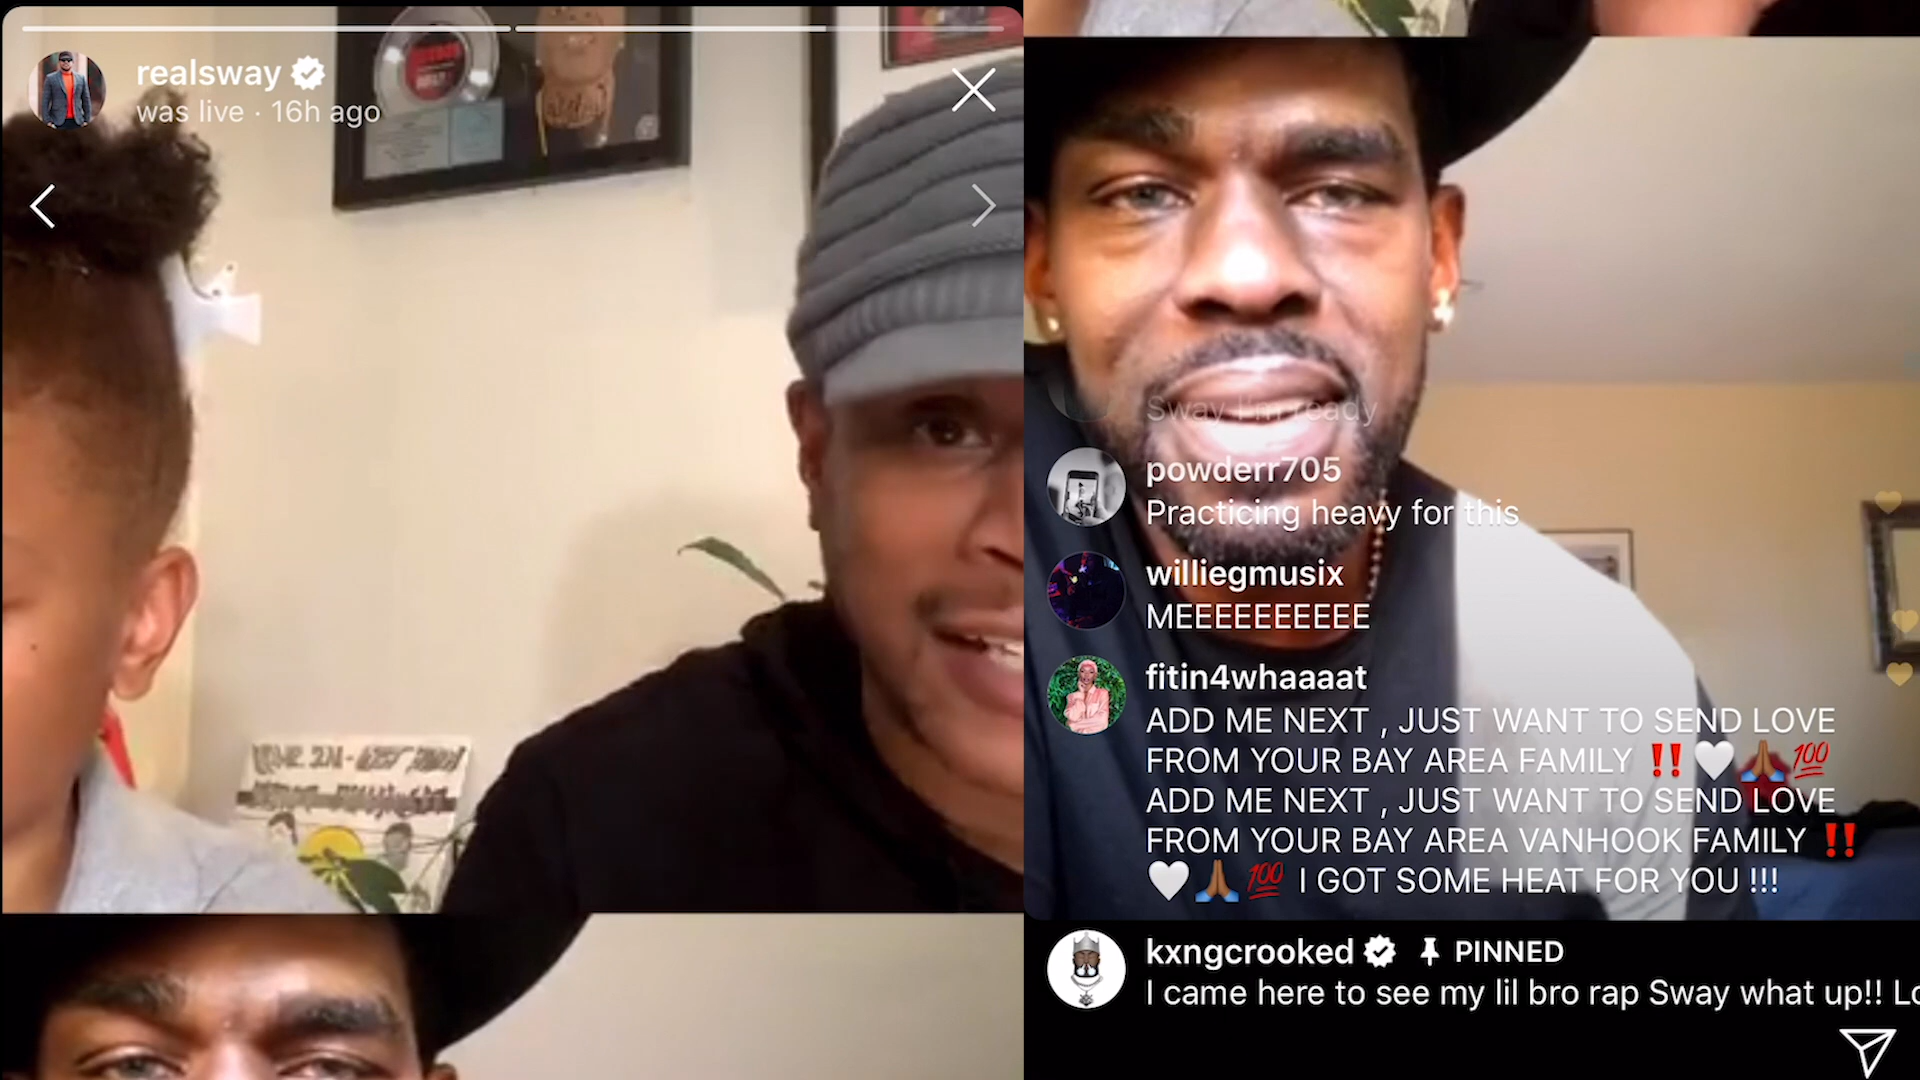 realsway
was live · 16h ago
Sway I'm ready
powderr705
Practicing heavy for this
williegmusix
MEEEEEEEEEE
fitin4whaaaat
ADD ME NEXT , JUST WANT TO SEND LOVE
FROM YOUR BAY AREA FAMILY ‼️🤍🙏🏾💯
ADD ME NEXT , JUST WANT TO SEND LOVE
FROM YOUR BAY AREA VANHOOK FAMILY ‼️
🤍🙏🏾💯 I GOT SOME HEAT FOR YOU !!!
kxngcrooked PINNED
I came here to see my lil bro rap Sway what up!!